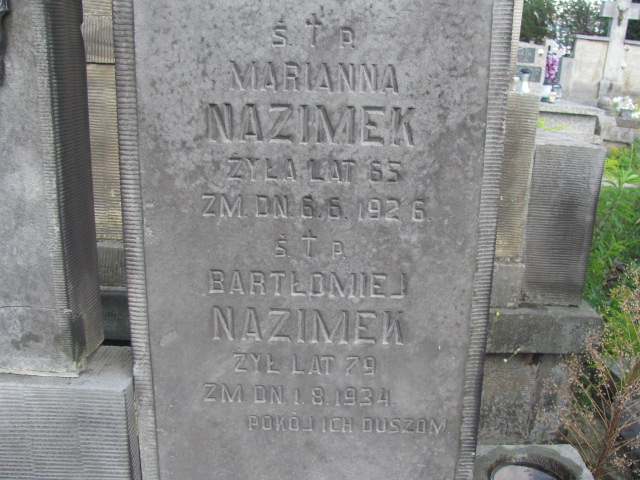 Ś. † P.
MARIANNA
NAZIMEK
ŻYŁA LAT 65
ZM. DN. 6.6.1926.
Ś. † P.
BARTŁOMIEJ
NAZIMEK
ŻYŁ LAT 79
ZM DN. 1.8.1934.
POKÓJ ICH DUSZOM